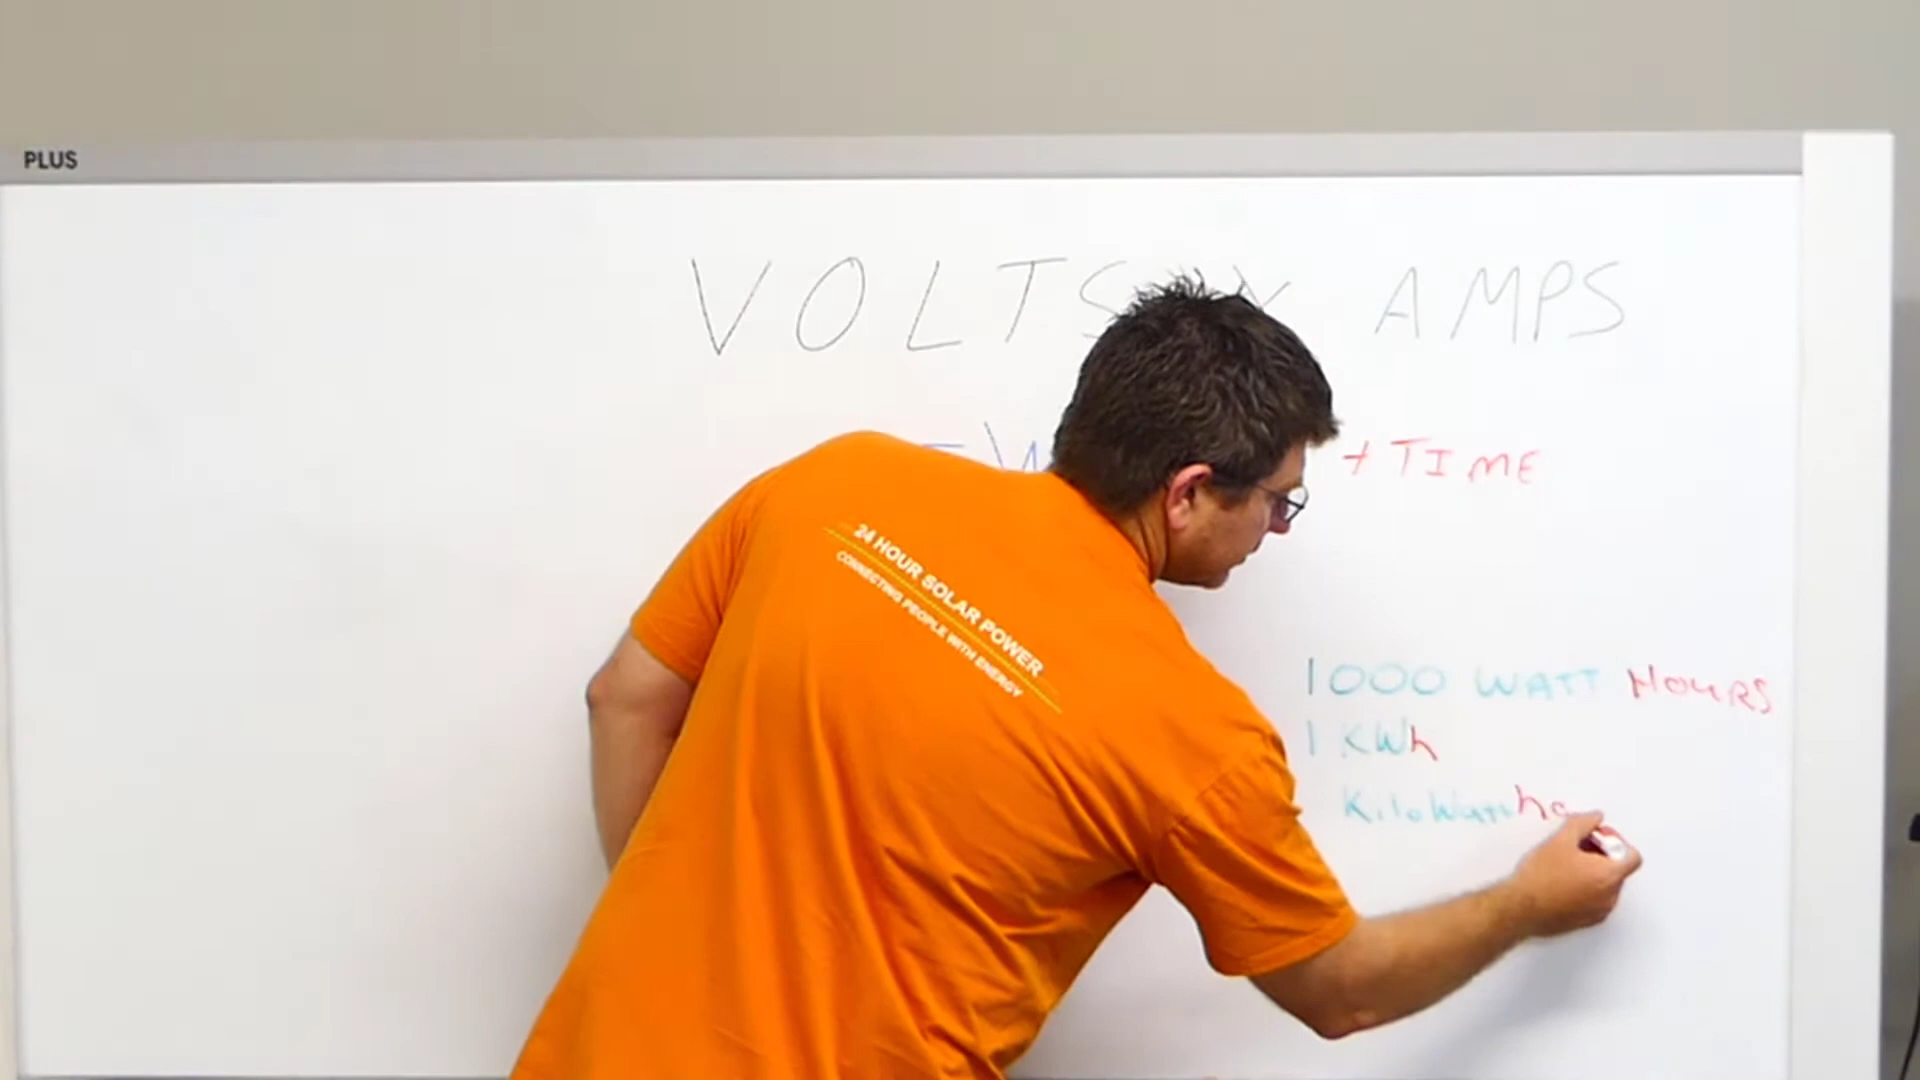 PLUS
VOLTS X AMPS
+ TIME
24 HOUR SOLAR POWER
CONNECTING PEOPLE WITH ENERGY
1000 WATT HOURS
1 KWh
KiloWatt